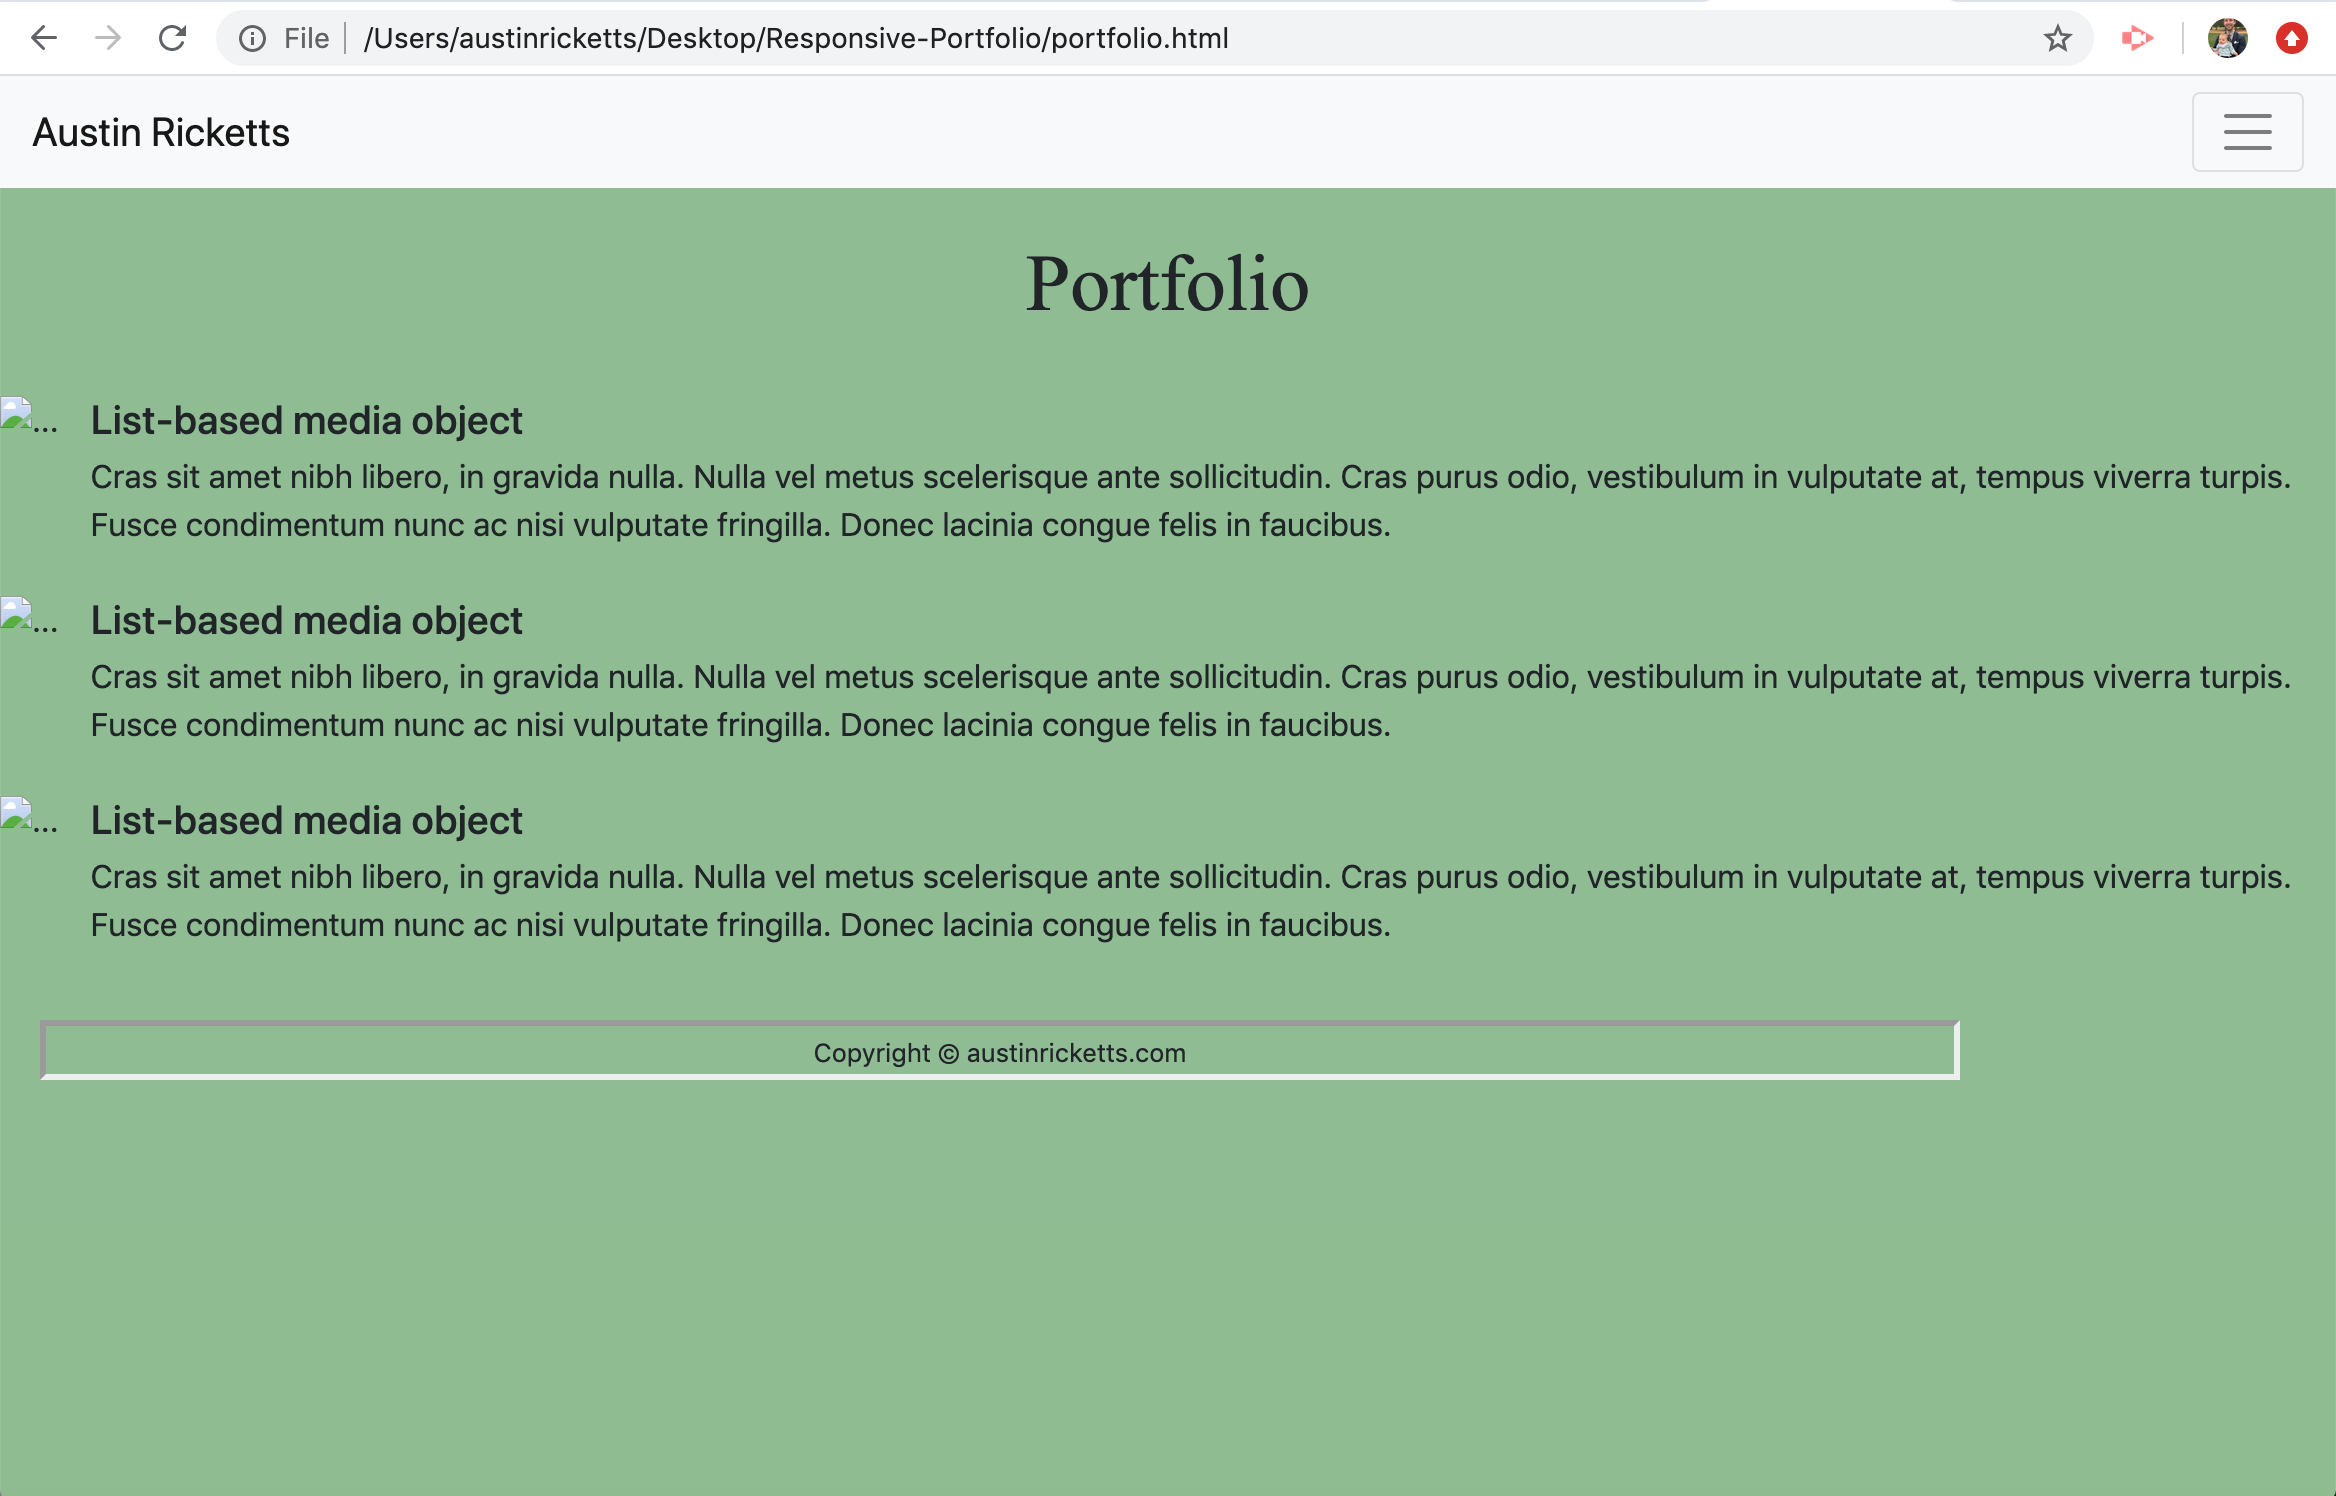 File | /Users/austinricketts/Desktop/Responsive-Portfolio/portfolio.html
Austin Ricketts
Portfolio
... List-based media object
Cras sit amet nibh libero, in gravida nulla. Nulla vel metus scelerisque ante sollicitudin. Cras purus odio, vestibulum in vulputate at, tempus viverra turpis.
Fusce condimentum nunc ac nisi vulputate fringilla. Donec lacinia congue felis in faucibus.
... List-based media object
Cras sit amet nibh libero, in gravida nulla. Nulla vel metus scelerisque ante sollicitudin. Cras purus odio, vestibulum in vulputate at, tempus viverra turpis.
Fusce condimentum nunc ac nisi vulputate fringilla. Donec lacinia congue felis in faucibus.
... List-based media object
Cras sit amet nibh libero, in gravida nulla. Nulla vel metus scelerisque ante sollicitudin. Cras purus odio, vestibulum in vulputate at, tempus viverra turpis.
Fusce condimentum nunc ac nisi vulputate fringilla. Donec lacinia congue felis in faucibus.
Copyright © austinricketts.com